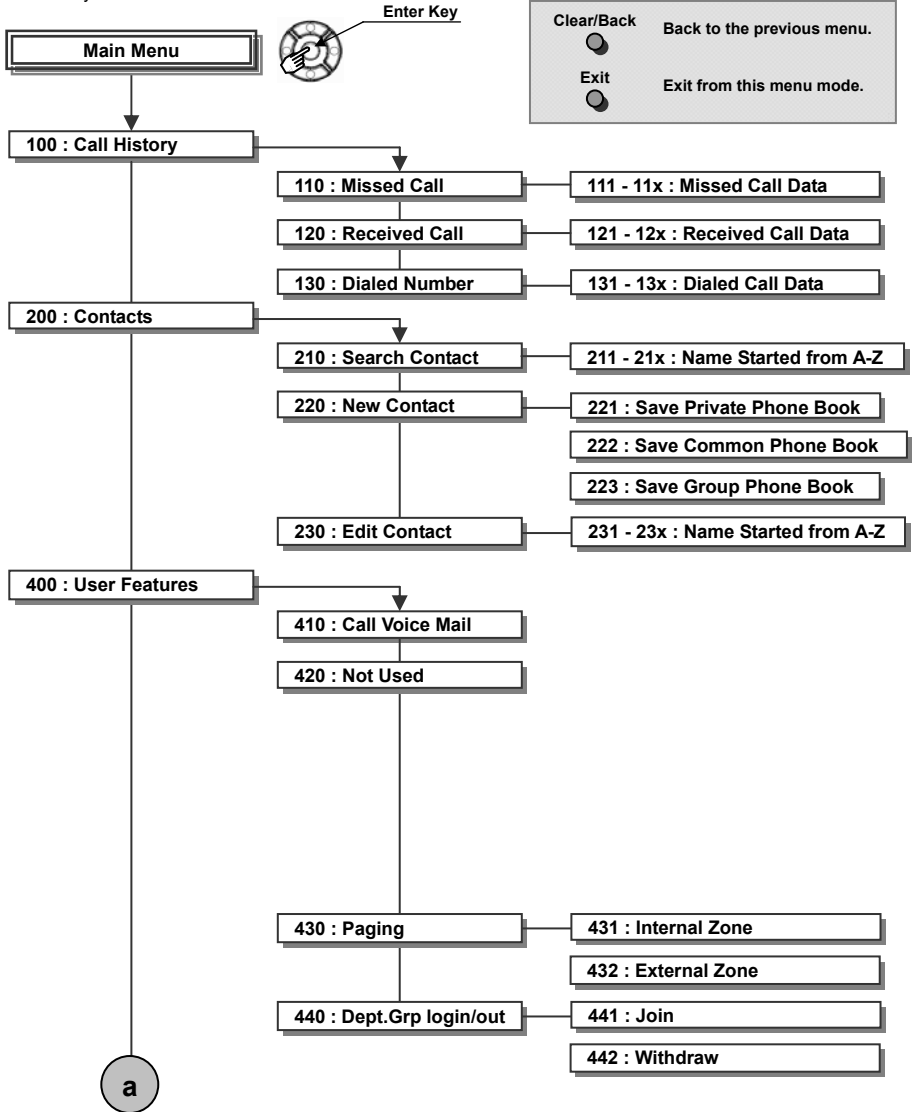 Enter Key
Clear/Back
Back to the previous menu.
Main Menu
Exit
Exit from this menu mode.
100 : Call History
110 : Missed Call
111 - 11x : Missed Call Data
120 : Received Call
121 - 12x : Received Call Data
130 : Dialed Number
131 - 13x : Dialed Call Data
200 : Contacts
210 : Search Contact
211 - 21x : Name Started from A-Z
220 : New Contact
221 : Save Private Phone Book
222 : Save Common Phone Book
223 : Save Group Phone Book
230 : Edit Contact
231 - 23x : Name Started from A-Z
400 : User Features
410 : Call Voice Mail
420 : Not Used
430 : Paging
431 : Internal Zone
432 : External Zone
440 : Dept.Grp login/out
441 : Join
442 : Withdraw
a